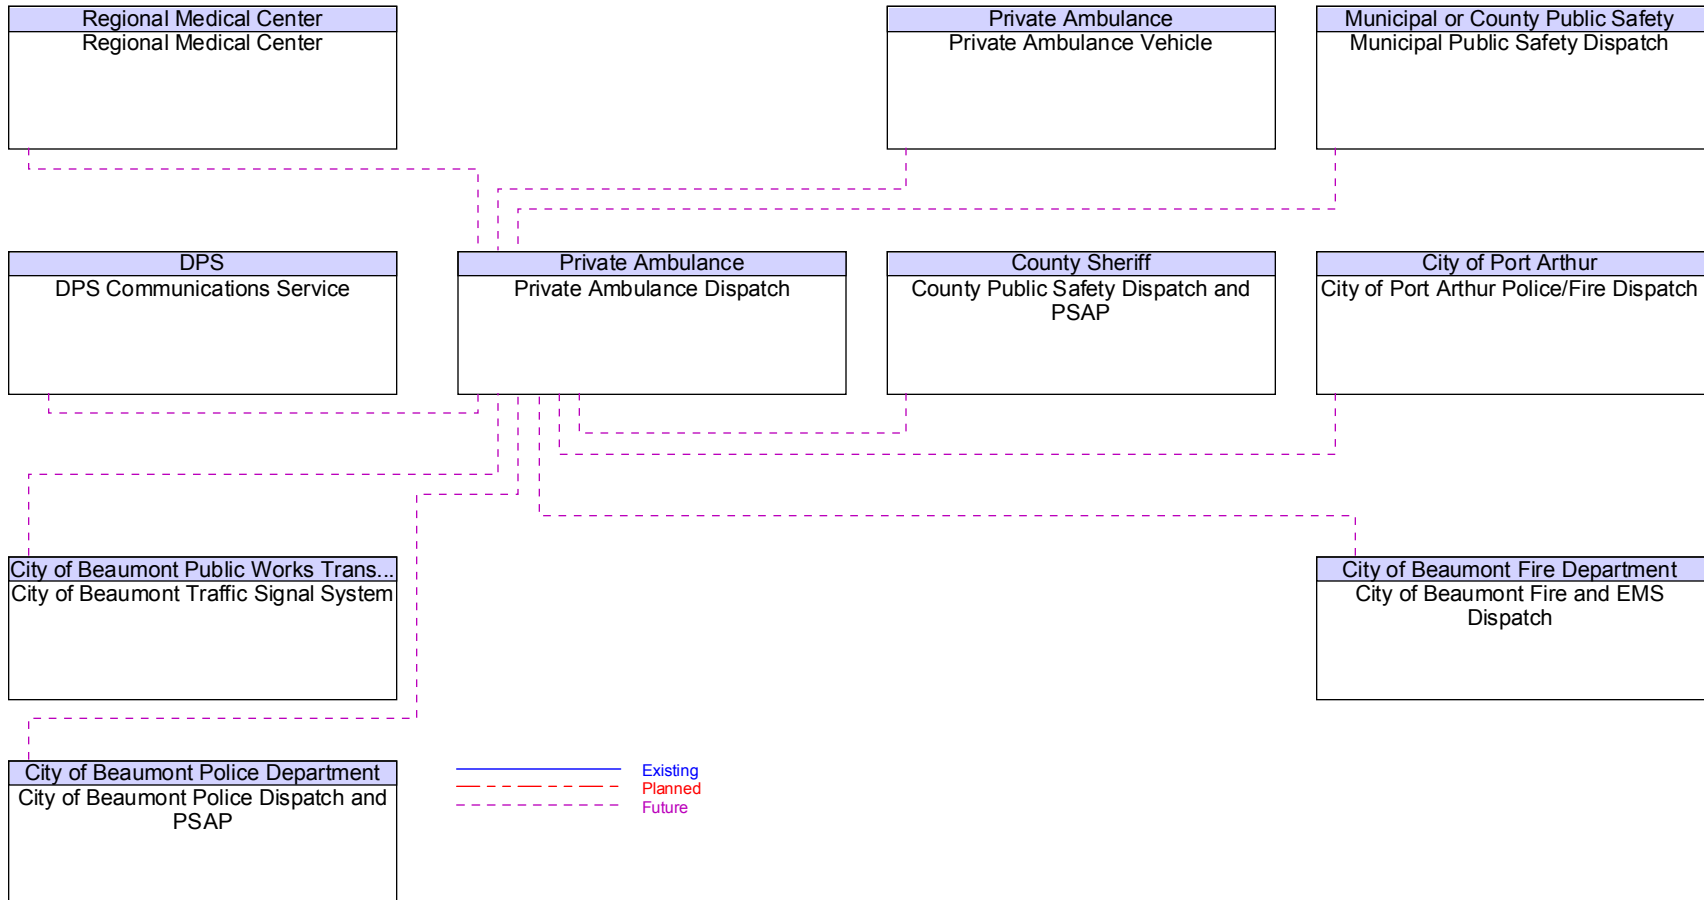 Regional Medical Center
Regional Medical Center
Private Ambulance
Private Ambulance Vehicle
Municipal or County Public Safety
Municipal Public Safety Dispatch
DPS
DPS Communications Service
Private Ambulance
Private Ambulance Dispatch
County Sheriff
County Public Safety Dispatch and
PSAP
City of Port Arthur
City of Port Arthur Police/Fire Dispatch
City of Beaumont Public Works Trans...
City of Beaumont Traffic Signal System
City of Beaumont Fire Department
City of Beaumont Fire and EMS
Dispatch
City of Beaumont Police Department
City of Beaumont Police Dispatch and
PSAP
Existing
Planned
Future